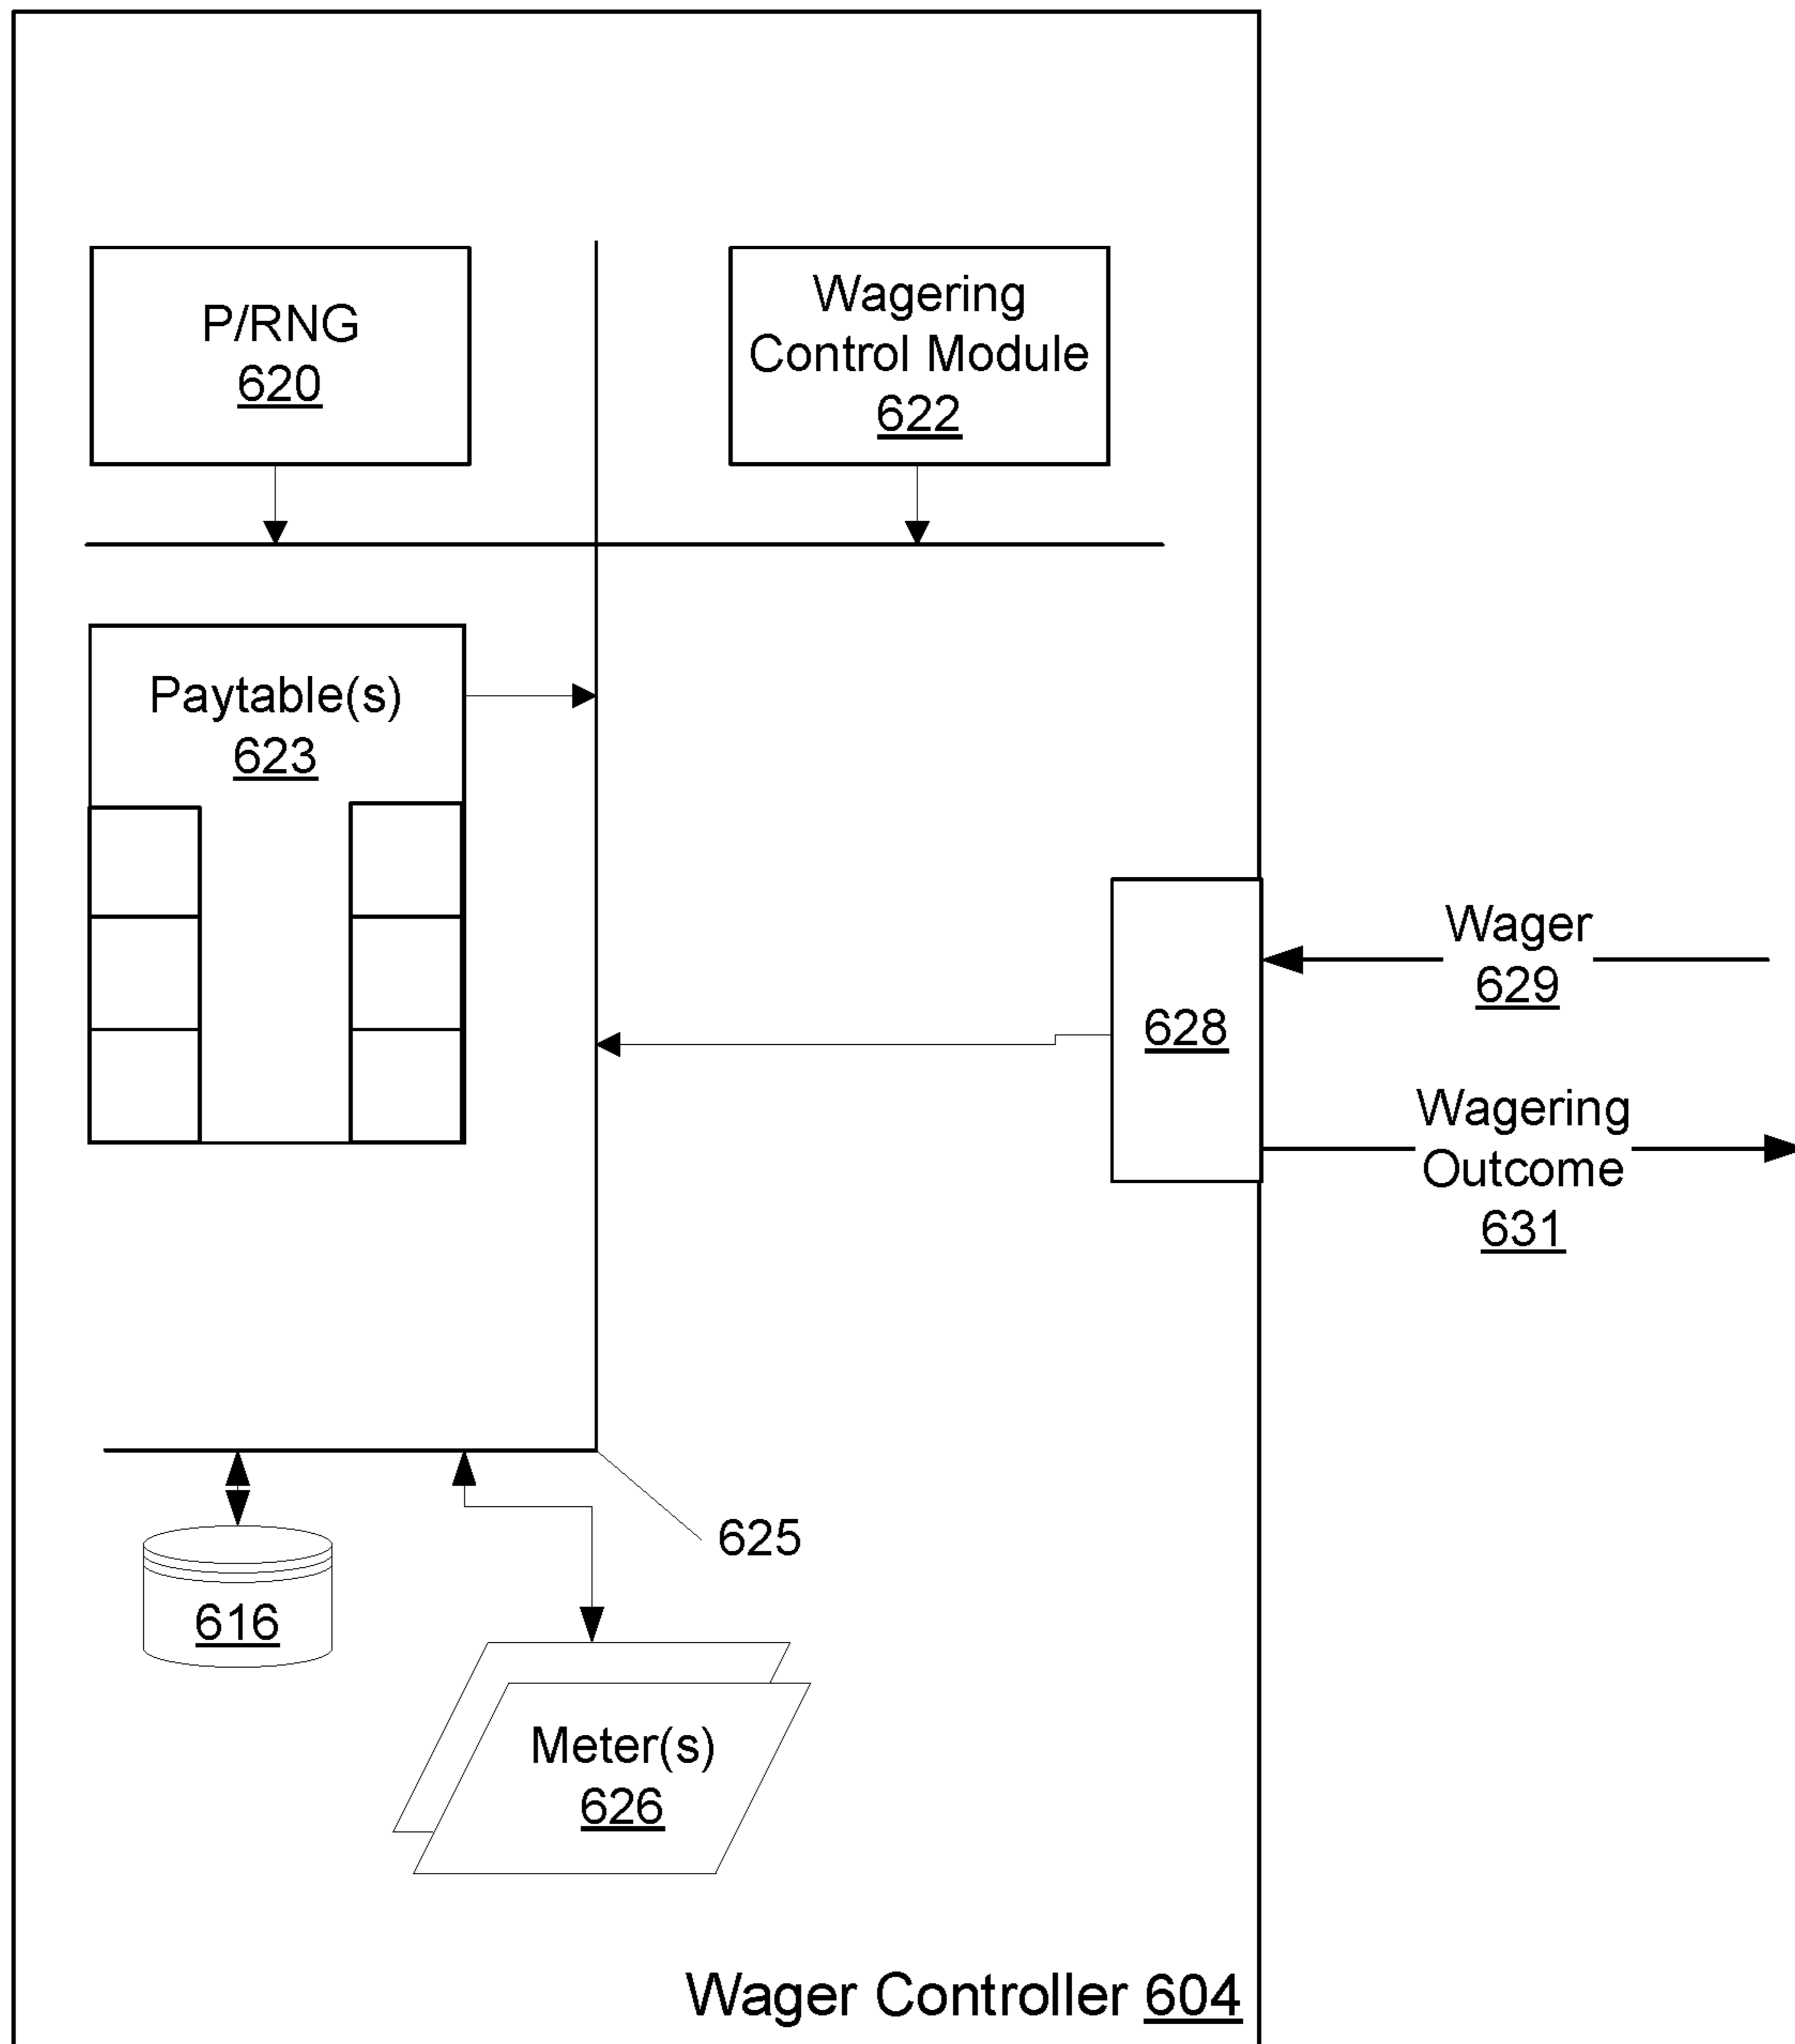 P/RNG
620
Wagering
Control Module
622
Paytable(s)
623
Wager
629
628
Wagering
Outcome
631
625
616
Meter(s)
626
Wager Controller 604